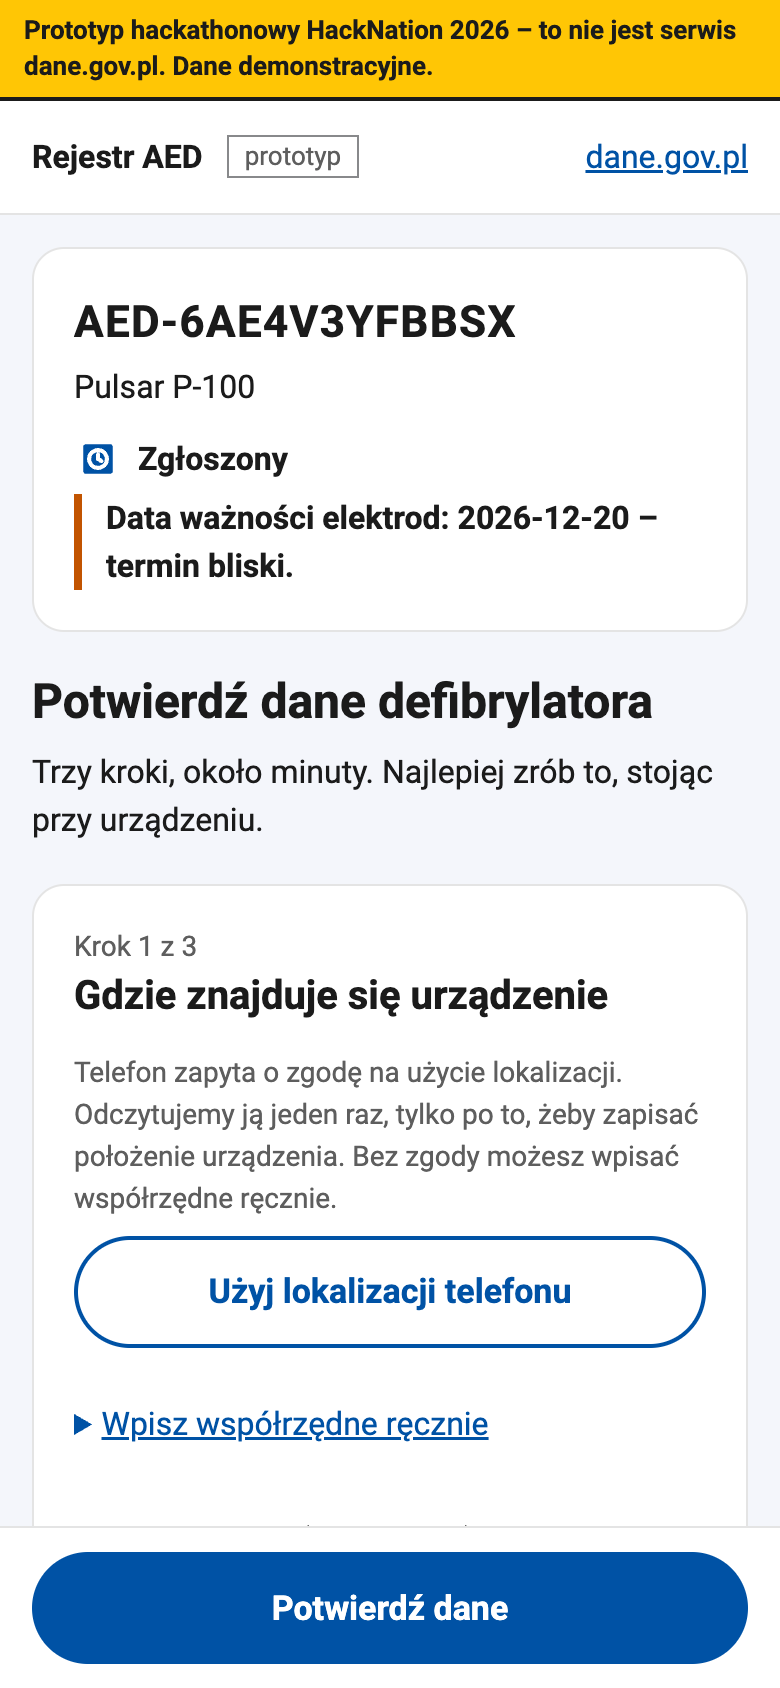 Prototyp hackathonowy HackNation 2026 – to nie jest serwis
dane.gov.pl. Dane demonstracyjne.
Rejestr AED
prototyp
dane.gov.pl
AED-6AE4V3YFBBSX
Pulsar P-100
Zgłoszony
Data ważności elektrod: 2026-12-20 –
termin bliski.
Potwierdź dane defibrylatora
Trzy kroki, około minuty. Najlepiej zrób to, stojąc
przy urządzeniu.
Krok 1 z 3
Gdzie znajduje się urządzenie
Telefon zapyta o zgodę na użycie lokalizacji.
Odczytujemy ją jeden raz, tylko po to, żeby zapisać
położenie urządzenia. Bez zgody możesz wpisać
współrzędne ręcznie.
Użyj lokalizacji telefonu
Wpisz współrzędne ręcznie
Potwierdź dane